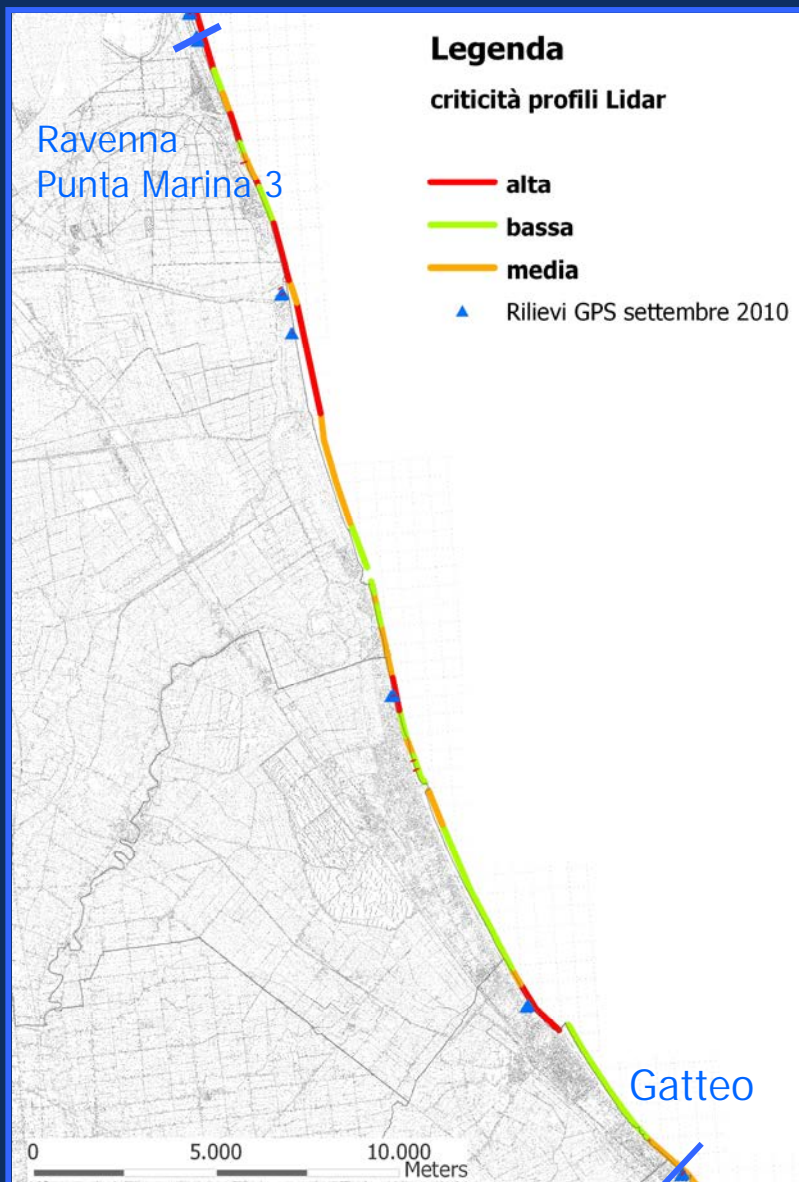 Legenda
criticità profili Lidar
Ravenna
Punta Marina 3
alta
bassa
media
Rilievi GPS settembre 2010
Gatteo
0 5.000 10.000
Meters